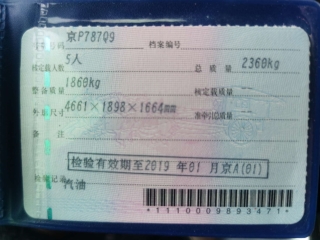 京P787Q9
号牌号码 档案编号
5人
核定载人数 总质量 2360kg
1860kg
整备质量 核定载质量
4661×1898×1664mm
外廓尺寸 准牵引总质量
备注
检验有效期至2019年01月京A(01)
检验记录
汽油
*1110009893471*